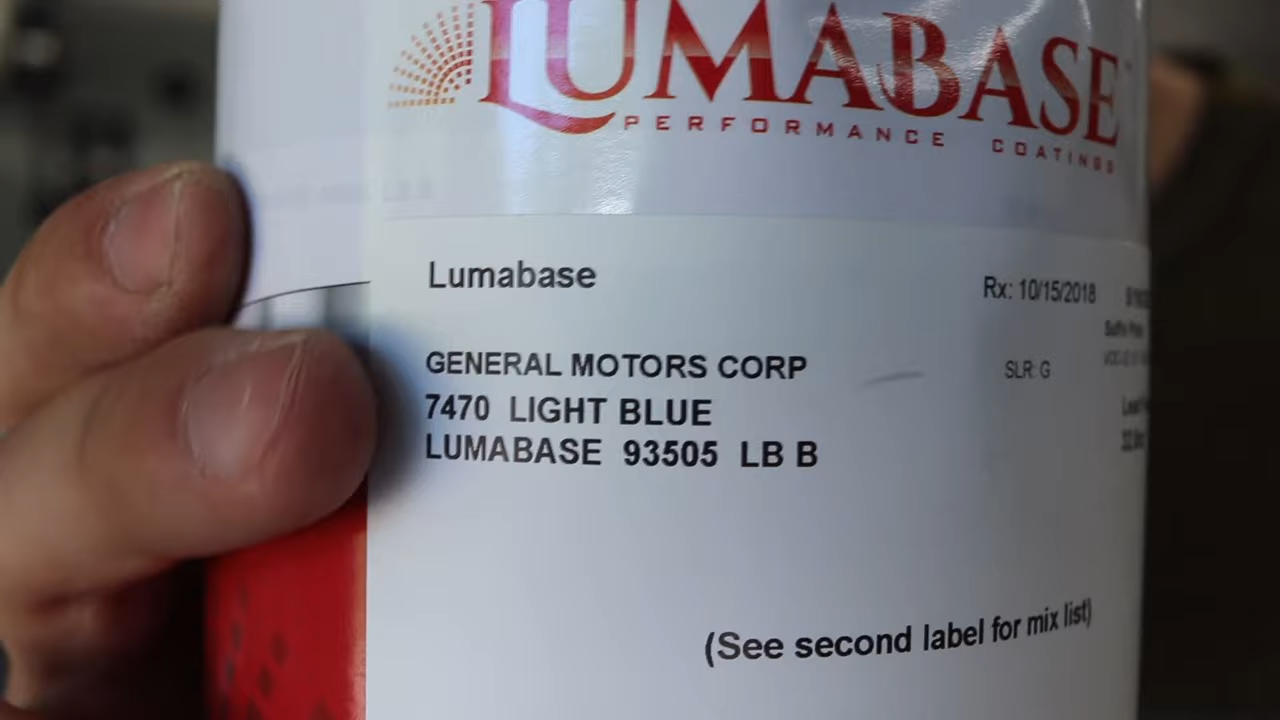 LUMABASE
PERFORMANCE COATINGS
Lumabase
Rx: 10/15/2018
GENERAL MOTORS CORP
SLR: G
7470 LIGHT BLUE
LUMABASE 93505 LB B
(See second label for mix list)